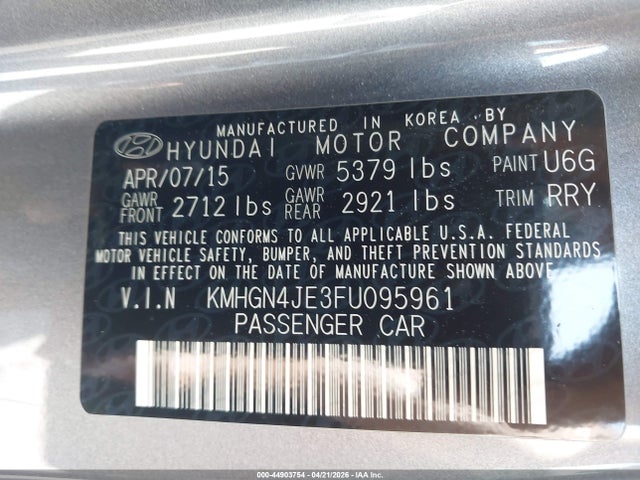 MANUFACTURED IN KOREA BY
HYUNDAI MOTOR COMPANY
APR/07/15 GVWR 5379 lbs PAINT U6G
GAWR FRONT 2712 lbs GAWR REAR 2921 lbs TRIM RRY
THIS VEHICLE CONFORMS TO ALL APPLICABLE U.S.A. FEDERAL
MOTOR VEHICLE SAFETY, BUMPER, AND THEFT PREVENTION STANDARDS
IN EFFECT ON THE DATE OF MANUFACTURE SHOWN ABOVE.
V.I.N KMHGN4JE3FU095961
PASSENGER CAR
000-44903754 - 04/21/2026 - IAA Inc.